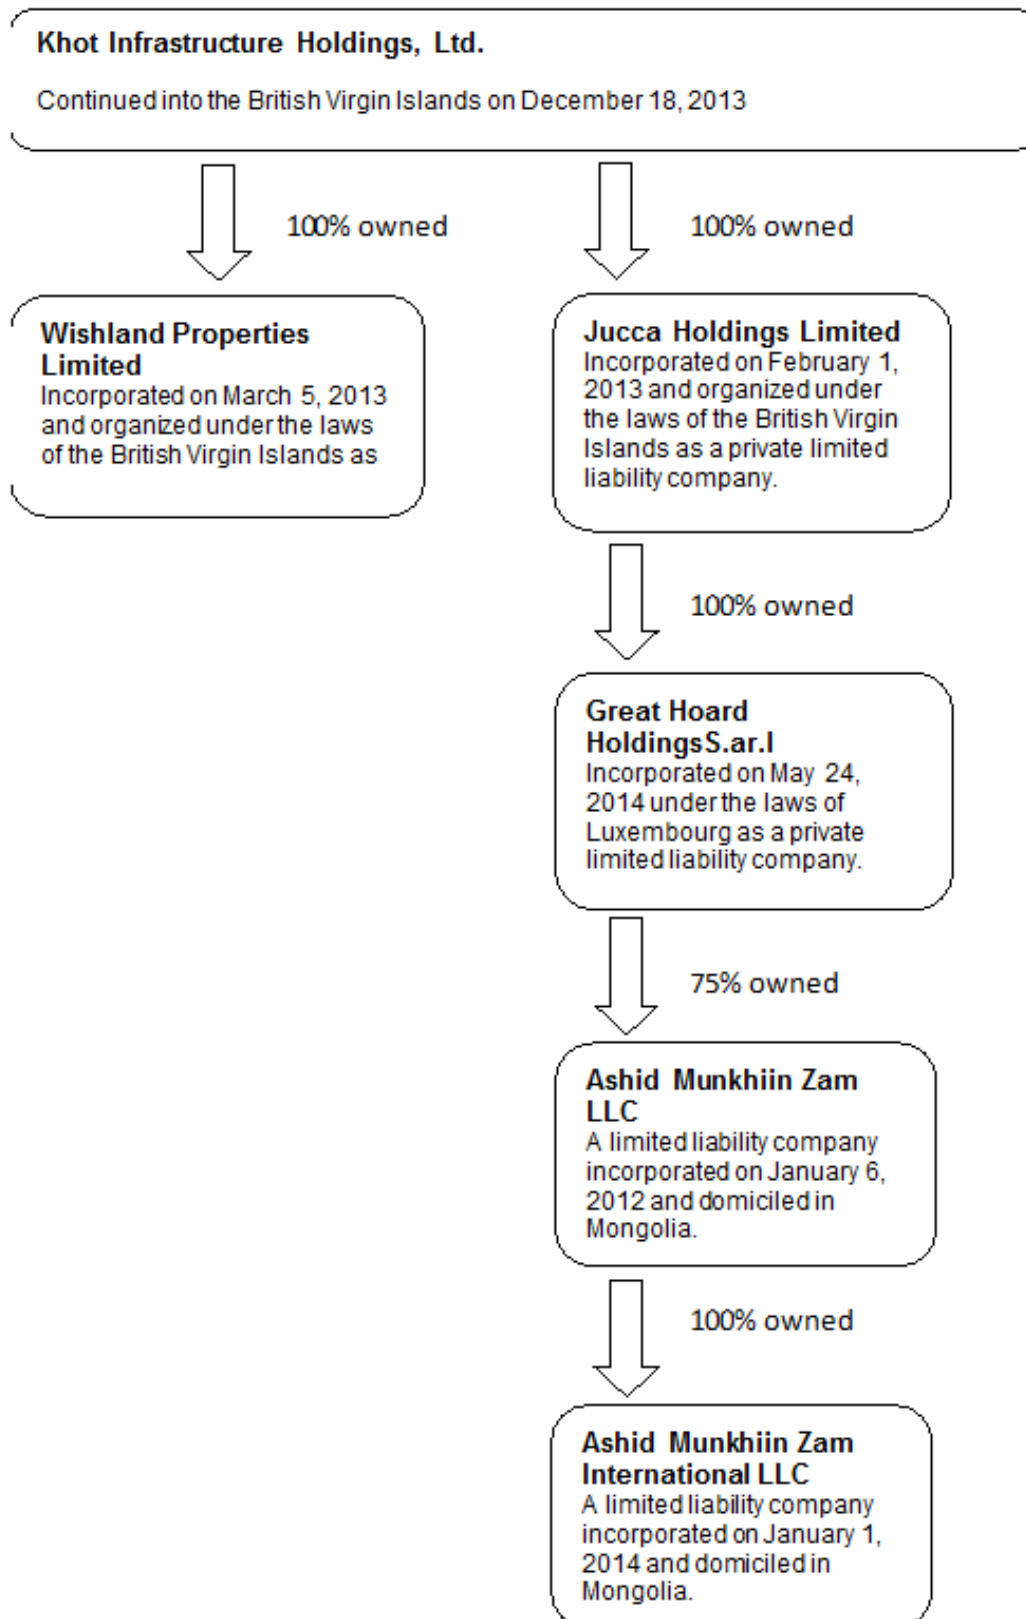 Khot Infrastructure Holdings, Ltd.
Continued into the British Virgin Islands on December 18, 2013
100% owned
100% owned
Wishland Properties
Limited
Incorporated on March 5, 2013
and organized under the laws
of the British Virgin Islands as
Jucca Holdings Limited
Incorporated on February 1,
2013 and organized under
the laws of the British Virgin
Islands as a private limited
liability company.
100% owned
Great Hoard
HoldingsS.ar.l
Incorporated on May 24,
2014 under the laws of
Luxembourg as a private
limited liability company.
75% owned
Ashid Munkhiin Zam
LLC
A limited liability company
incorporated on January 6,
2012 and domiciled in
Mongolia.
100% owned
Ashid Munkhiin Zam
International LLC
A limited liability company
incorporated on January 1,
2014 and domiciled in
Mongolia.